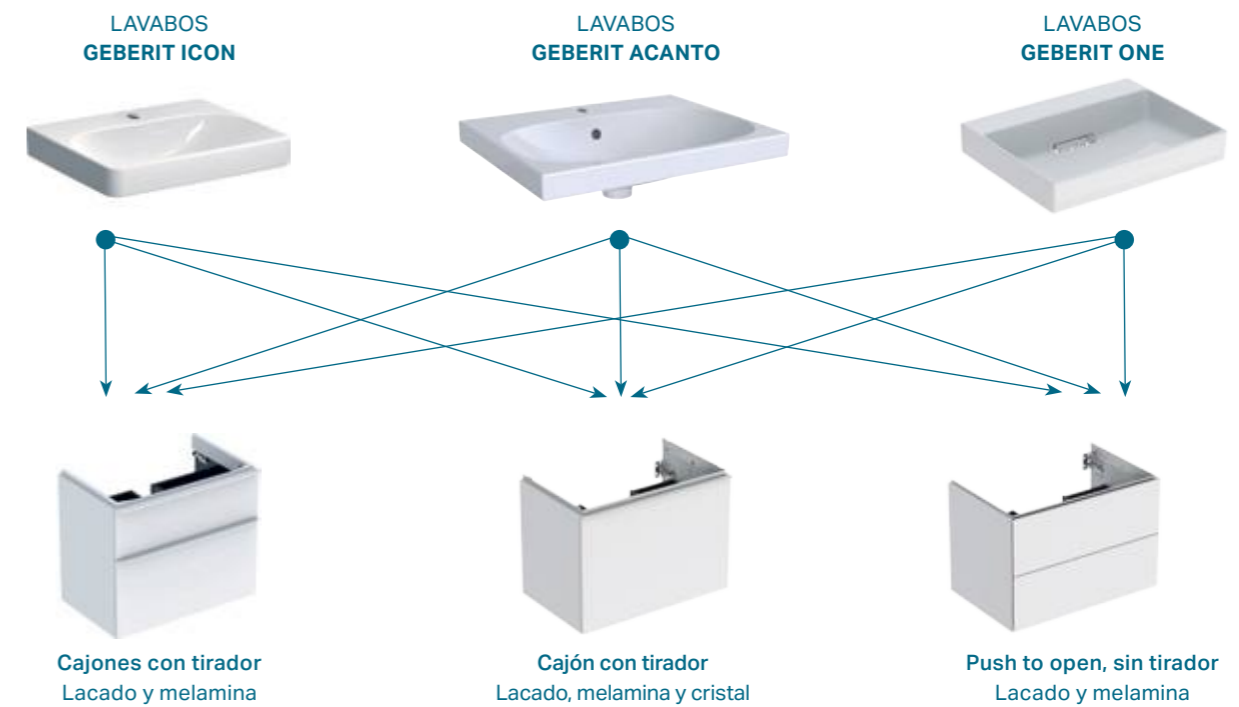 LAVABOS
GEBERIT ICON
LAVABOS
GEBERIT ACANTO
LAVABOS
GEBERIT ONE
Cajones con tirador
Lacado y melamina
Cajón con tirador
Lacado, melamina y cristal
Push to open, sin tirador
Lacado y melamina